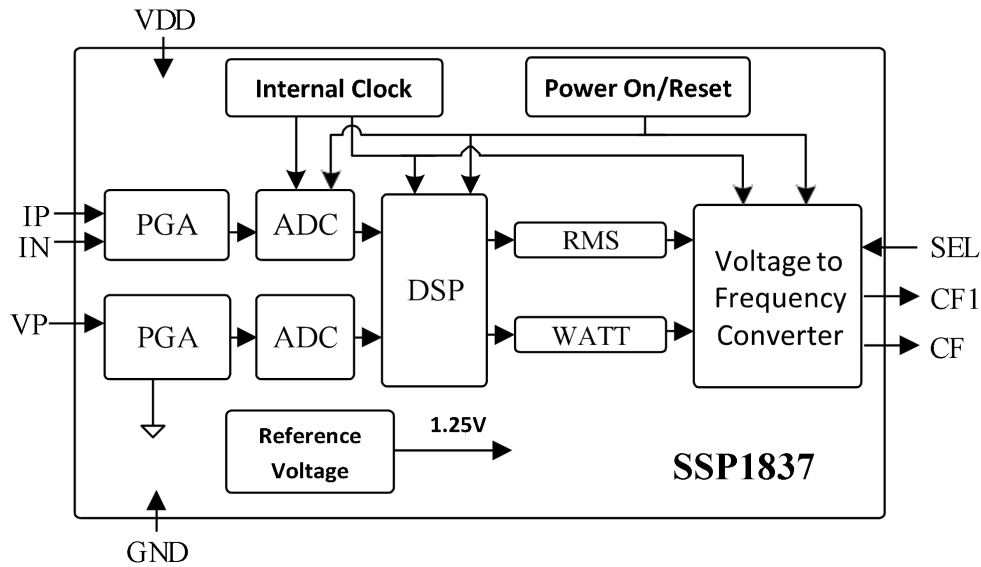 VDD
Internal Clock
Power On/Reset
IP
IN
PGA
ADC
DSP
RMS
Voltage to
Frequency
Converter
SEL
CF1
CF
VP
PGA
ADC
WATT
Reference
Voltage
1.25V
SSP1837
GND